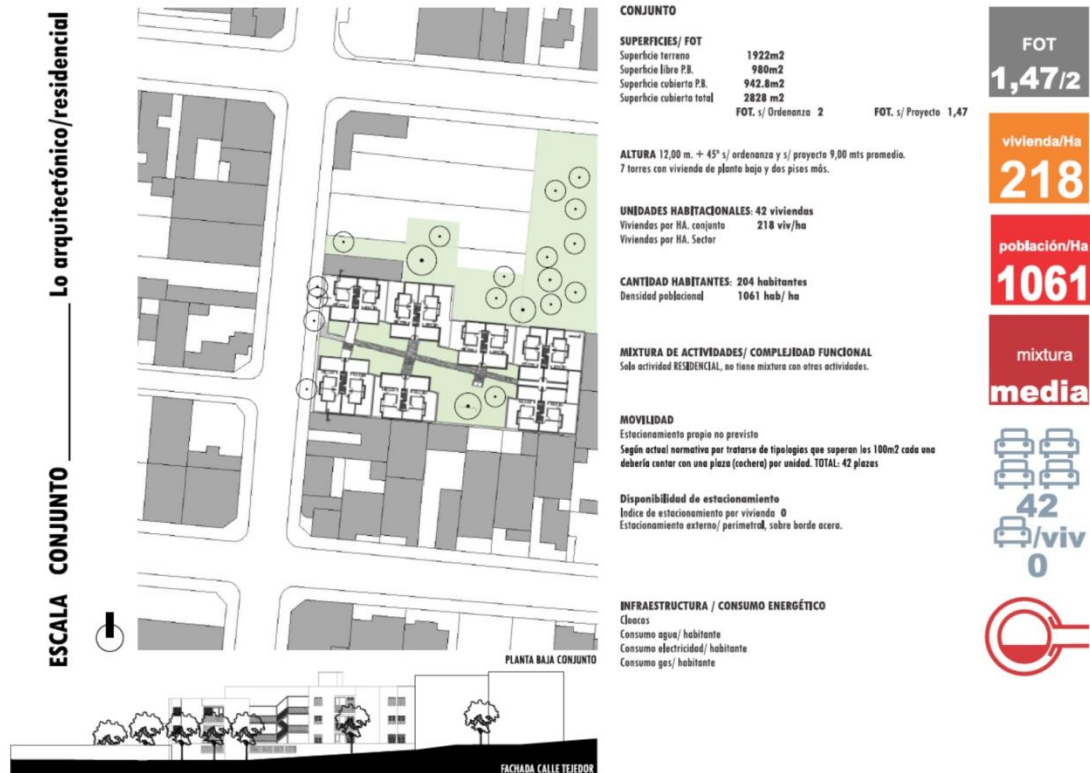 ESCALA CONJUNTO Lo arquitectónico/residencial
PLANTA BAJA CONJUNTO
FACHADA CALLE TEJEDOR
CONJUNTO
SUPERFICIES/ FOT
Superficie terreno 1922m2
Superficie libre P.B. 980m2
Superficie cubierta P.B. 942.8m2
Superficie cubierta total 2828 m2
FOT. s/ Ordenanza 2 FOT. s/ Proyecto 1,47
ALTURA 12,00 m. + 45° s/ ordenanza y s/ proyecto 9,00 mts promedio.
7 torres con vivienda de planta baja y dos pisos más.
UNIDADES HABITACIONALES: 42 viviendas
Viviendas por HA. conjunto 218 viv/ha
Viviendas por HA. Sector
CANTIDAD HABITANTES: 204 habitantes
Densidad poblacional 1061 hab/ ha
MIXTURA DE ACTIVIDADES/ COMPLEJIDAD FUNCIONAL
Solo actividad RESIDENCIAL, no tiene mixtura con otras actividades.
MOVILIDAD
Estacionamiento propio no previsto
Según actual normativa por tratarse de tipologías que superan los 100m2 cada una
debería contar con una plaza (cochera) por unidad. TOTAL: 42 plazas
Disponibilidad de estacionamiento
Indice de estacionamiento por vivienda 0
Estacionamiento externo/ perimetral, sobre borde acera.
INFRAESTRUCTURA / CONSUMO ENERGÉTICO
Cloacas
Consumo agua/ habitante
Consumo electricidad/ habitante
Consumo gas/ habitante
FOT
1,47/2
vivienda/Ha
218
población/Ha
1061
mixtura
media
42
/viv
0